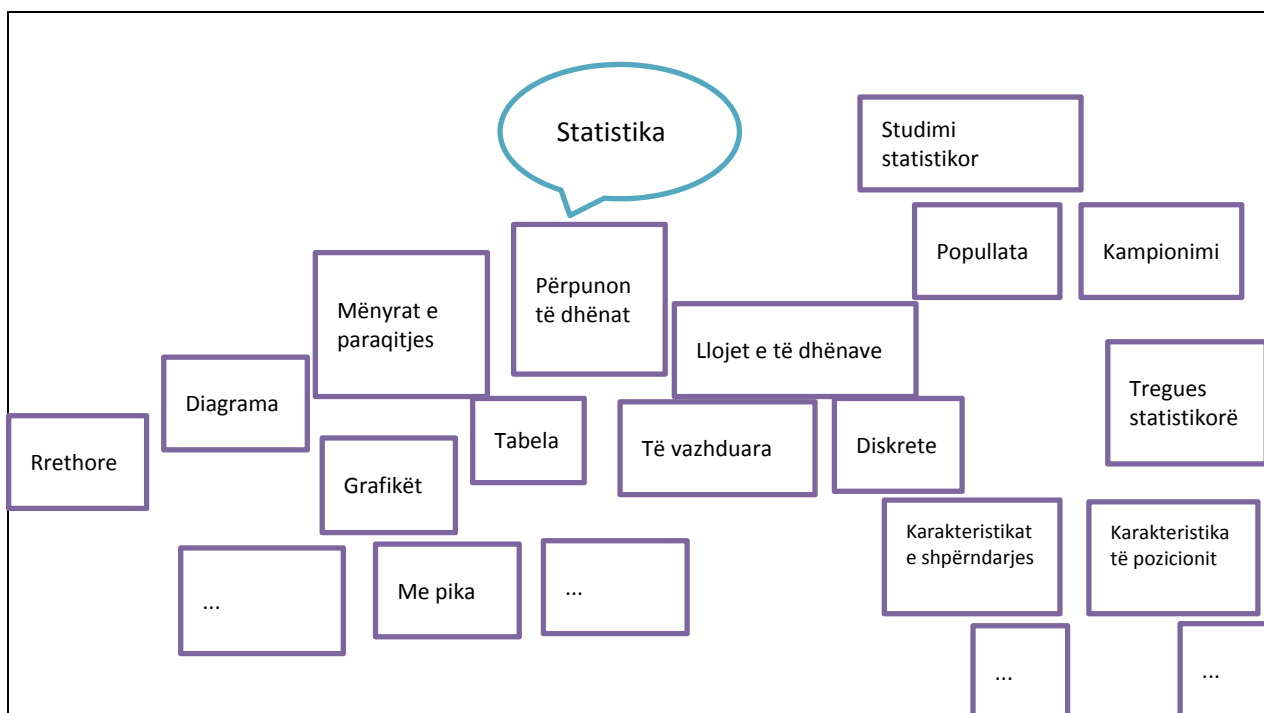 Statistika
Studimi
statistikor
Popullata
Kampionimi
Përpunon
të dhënat
Mënyrat e
paraqitjes
Llojet e të dhënave
Tregues
statistikorë
Diagrama
Rrethore
Tabela
Të vazhduara
Diskrete
Grafikët
Karakteristikat
e shpërndarjes
Karakteristika
të pozicionit
...
Me pika
...
...
...